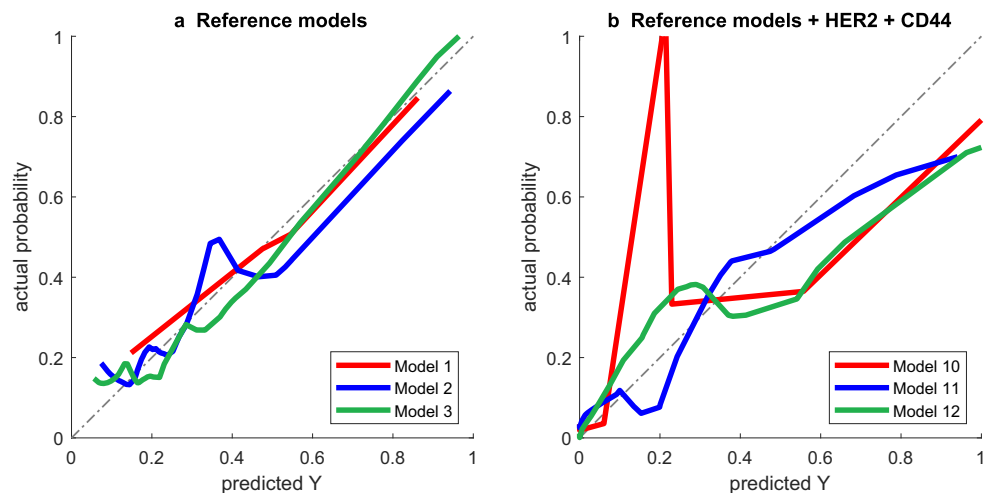 a Reference models
1
0.8
0.6
0.4
0.2
0
actual probability
0 0.2 0.4 0.6 0.8 1
predicted Y
Model 1
Model 2
Model 3
b Reference models + HER2 + CD44
1
0.8
0.6
0.4
0.2
0
actual probability
0 0.2 0.4 0.6 0.8 1
predicted Y
Model 10
Model 11
Model 12